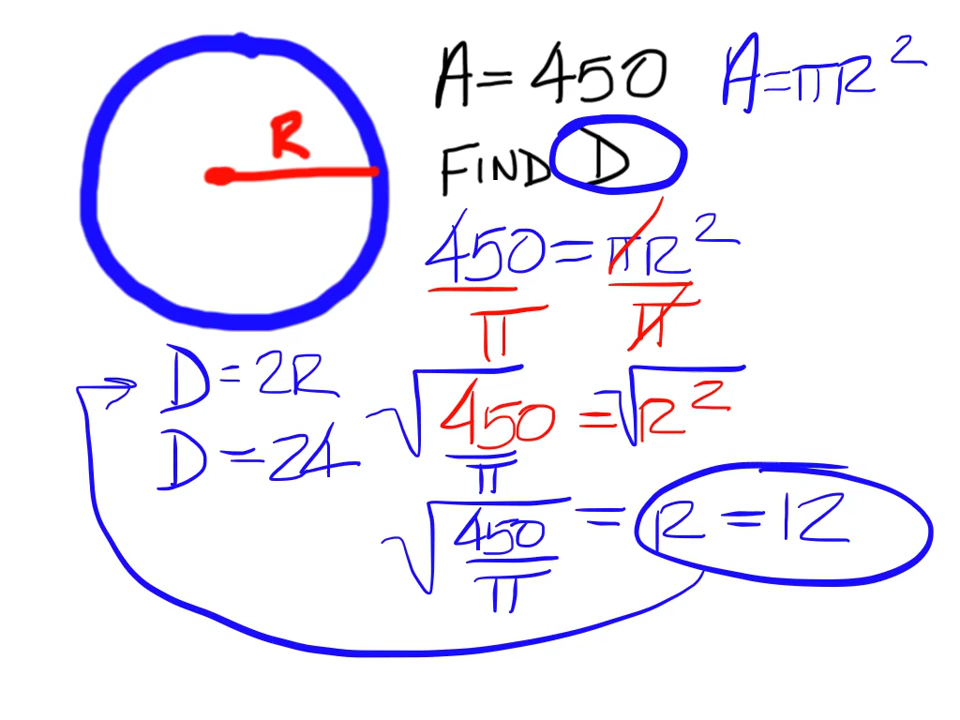 R
A = 450
A = πR²
FIND D
450 = πR²
π π
D = 2R
√450/π = √R²
D = 24
√450/π = R = 12